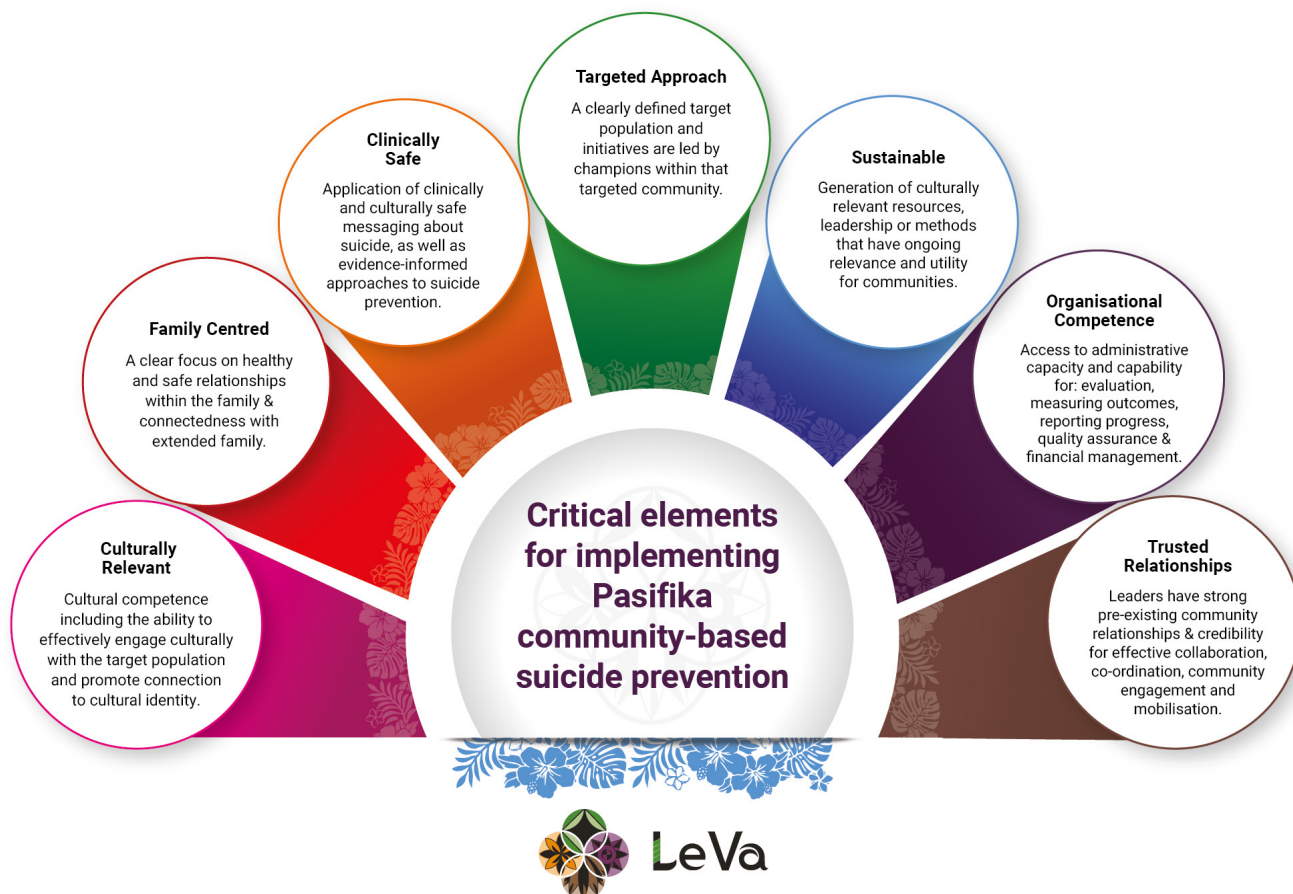 Targeted Approach
A clearly defined target
population and
initiatives are led by
champions within that
targeted community.
Clinically
Safe
Application of clinically
and culturally safe
messaging about
suicide, as well as
evidence-informed
approaches to suicide
prevention.
Sustainable
Generation of culturally
relevant resources,
leadership or methods
that have ongoing
relevance and utility
for communities.
Family Centred
A clear focus on healthy
and safe relationships
within the family &
connectedness with
extended family.
Organisational
Competence
Access to administrative
capacity and capability
for: evaluation,
measuring outcomes,
reporting progress,
quality assurance &
financial management.
Culturally
Relevant
Cultural competence
including the ability to
effectively engage culturally
with the target population
and promote connection
to cultural identity.
Trusted
Relationships
Leaders have strong
pre-existing community
relationships & credibility
for effective collaboration,
co-ordination, community
engagement and
mobilisation.
Critical elements
for implementing
Pasifika
community-based
suicide prevention
LeVa